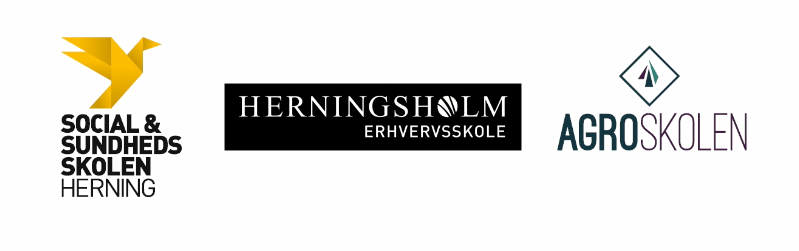 SOCIAL &
SUNDHEDS
SKOLEN
HERNING
HERNINGSHOLM
ERHVERVSSKOLE
AGROSKOLEN